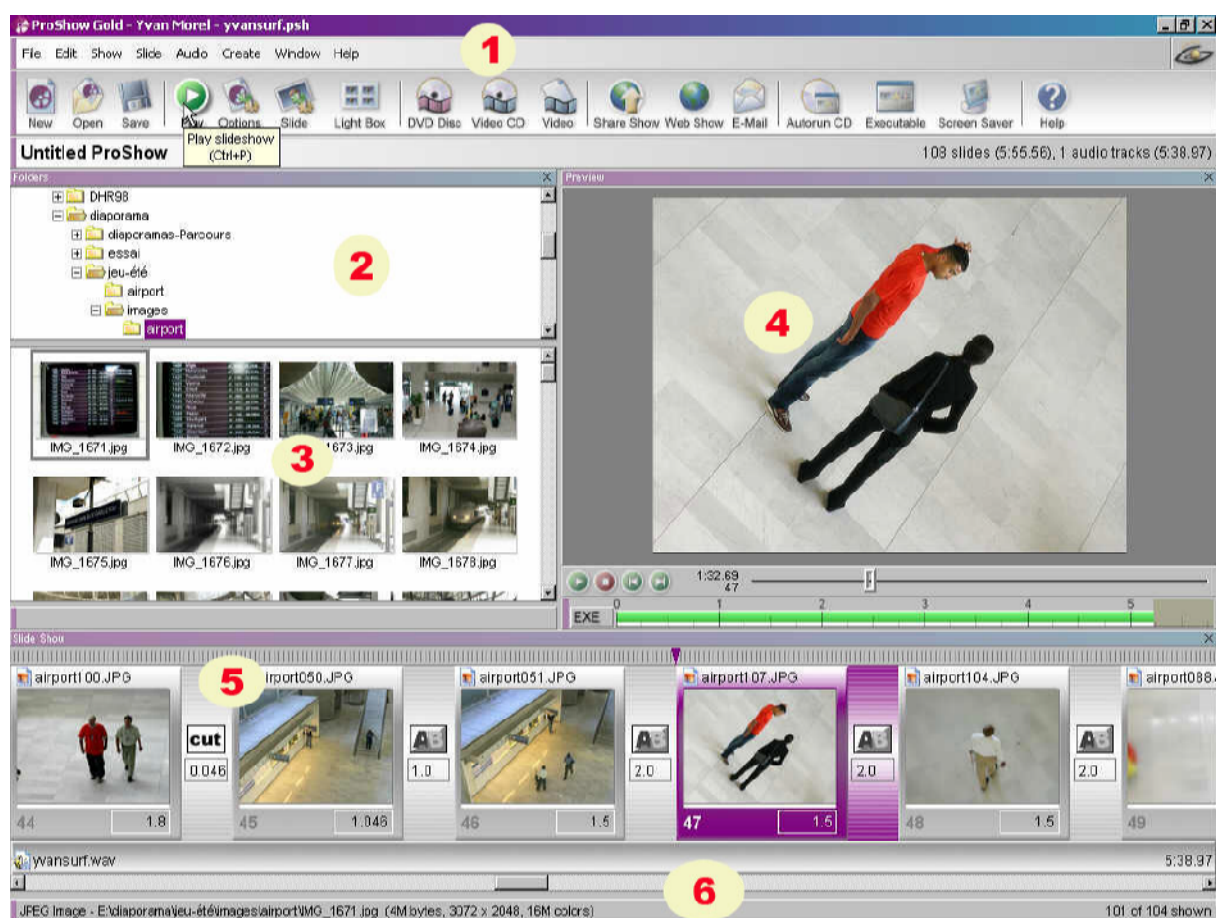 ProShow Gold - Yvan Morel - yvansurf.psh
File Edit Show Slide Audio Create Window Help
1
New Open Save Play Options Slide Light Box DVD Disc Video CD Video Share Show Web Show E-Mail Autorun CD Executable Screen Saver Help
Play slideshow
(Ctrl+P)
Untitled ProShow
103 slides (5:55.56), 1 audio tracks (5:38.97)
Folders
DHR98
diaporama
diaporamas-Parcours
essai
jeu-été
airport
images
airport
2
IMG_1671.jpg IMG_1672.jpg 1673.jpg IMG_1674.jpg
3
IMG_1675.jpg IMG_1676.jpg IMG_1677.jpg IMG_1678.jpg
Preview
4
1:32.69
47
EXE 0 1 2 3 4 5
Slide Show
airport100.JPG irport050.JPG airport051.JPG airport107.JPG airport104.JPG airport088.
5
cut AB AB AB AB
0.046 1.0 2.0 2.0 2.0
44 1.8 45 1.046 46 1.5 47 1.5 48 1.5 49
yvansurf.wav 5:38.97
6
JPEG Image - E:\diaporama\jeu-été\images\airport\IMG_1671.jpg (4M bytes, 3072 x 2048, 16M colors) 101 of 104 shown